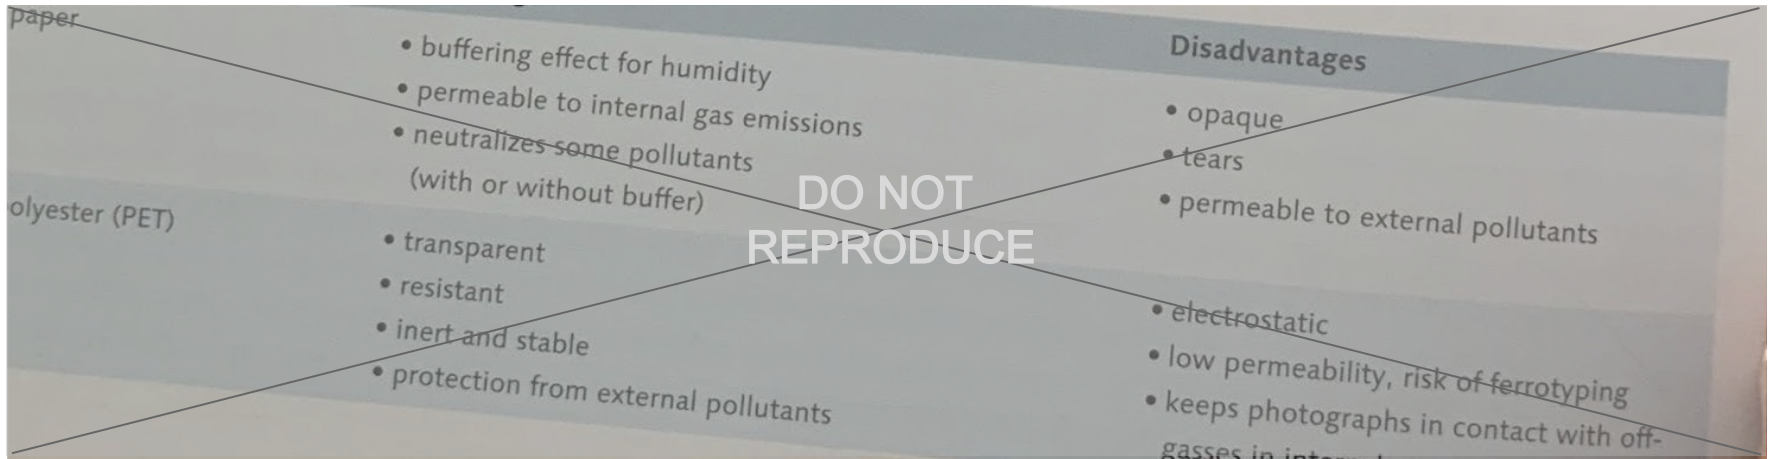 Disadvantages
paper
• buffering effect for humidity
• permeable to internal gas emissions
• neutralizes some pollutants
(with or without buffer)
• opaque
• tears
• permeable to external pollutants
olyester (PET)
• transparent
• resistant
• inert and stable
• protection from external pollutants
• electrostatic
• low permeability, risk of ferrotyping
• keeps photographs in contact with off-
gasses in
DO NOT
REPRODUCE